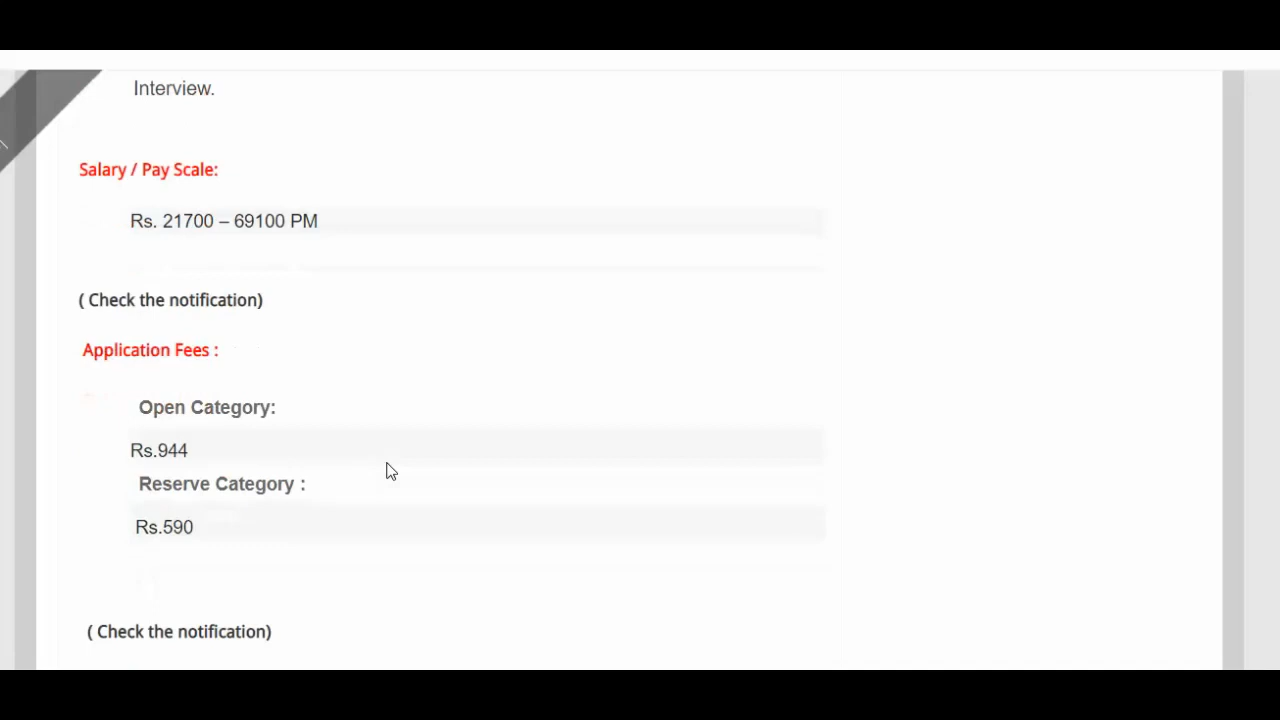 Interview.
Salary / Pay Scale:
Rs. 21700 – 69100 PM
( Check the notification)
Application Fees :
Open Category:
Rs.944
Reserve Category :
Rs.590
( Check the notification)